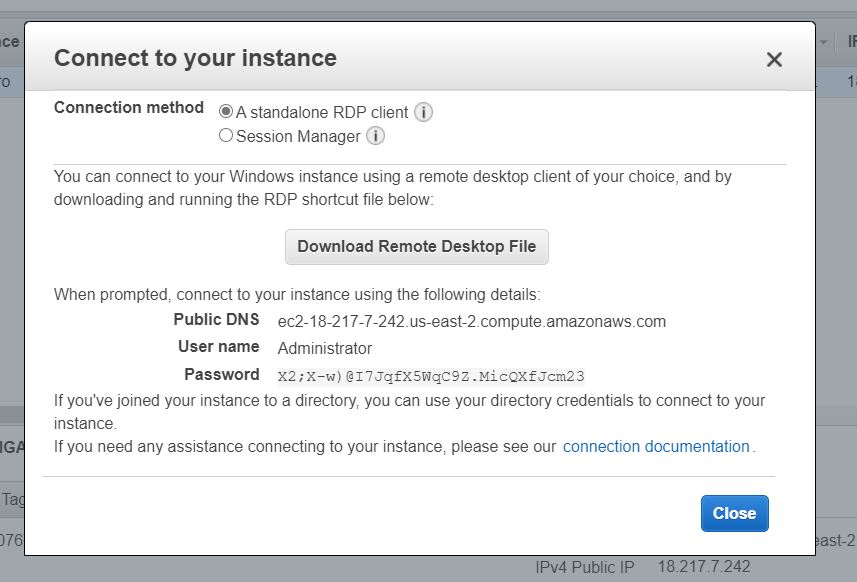 Connect to your instance
Connection method
A standalone RDP client
Session Manager
You can connect to your Windows instance using a remote desktop client of your choice, and by
downloading and running the RDP shortcut file below:
Download Remote Desktop File
When prompted, connect to your instance using the following details:
Public DNS ec2-18-217-7-242.us-east-2.compute.amazonaws.com
User name Administrator
Password X2;X-w)@I7JqfX5WqC9Z.MicQXfJcm23
If you've joined your instance to a directory, you can use your directory credentials to connect to your
instance.
If you need any assistance connecting to your instance, please see our connection documentation.
Tag
Close
076
east-2
IPv4 Public IP 18.217.7.242